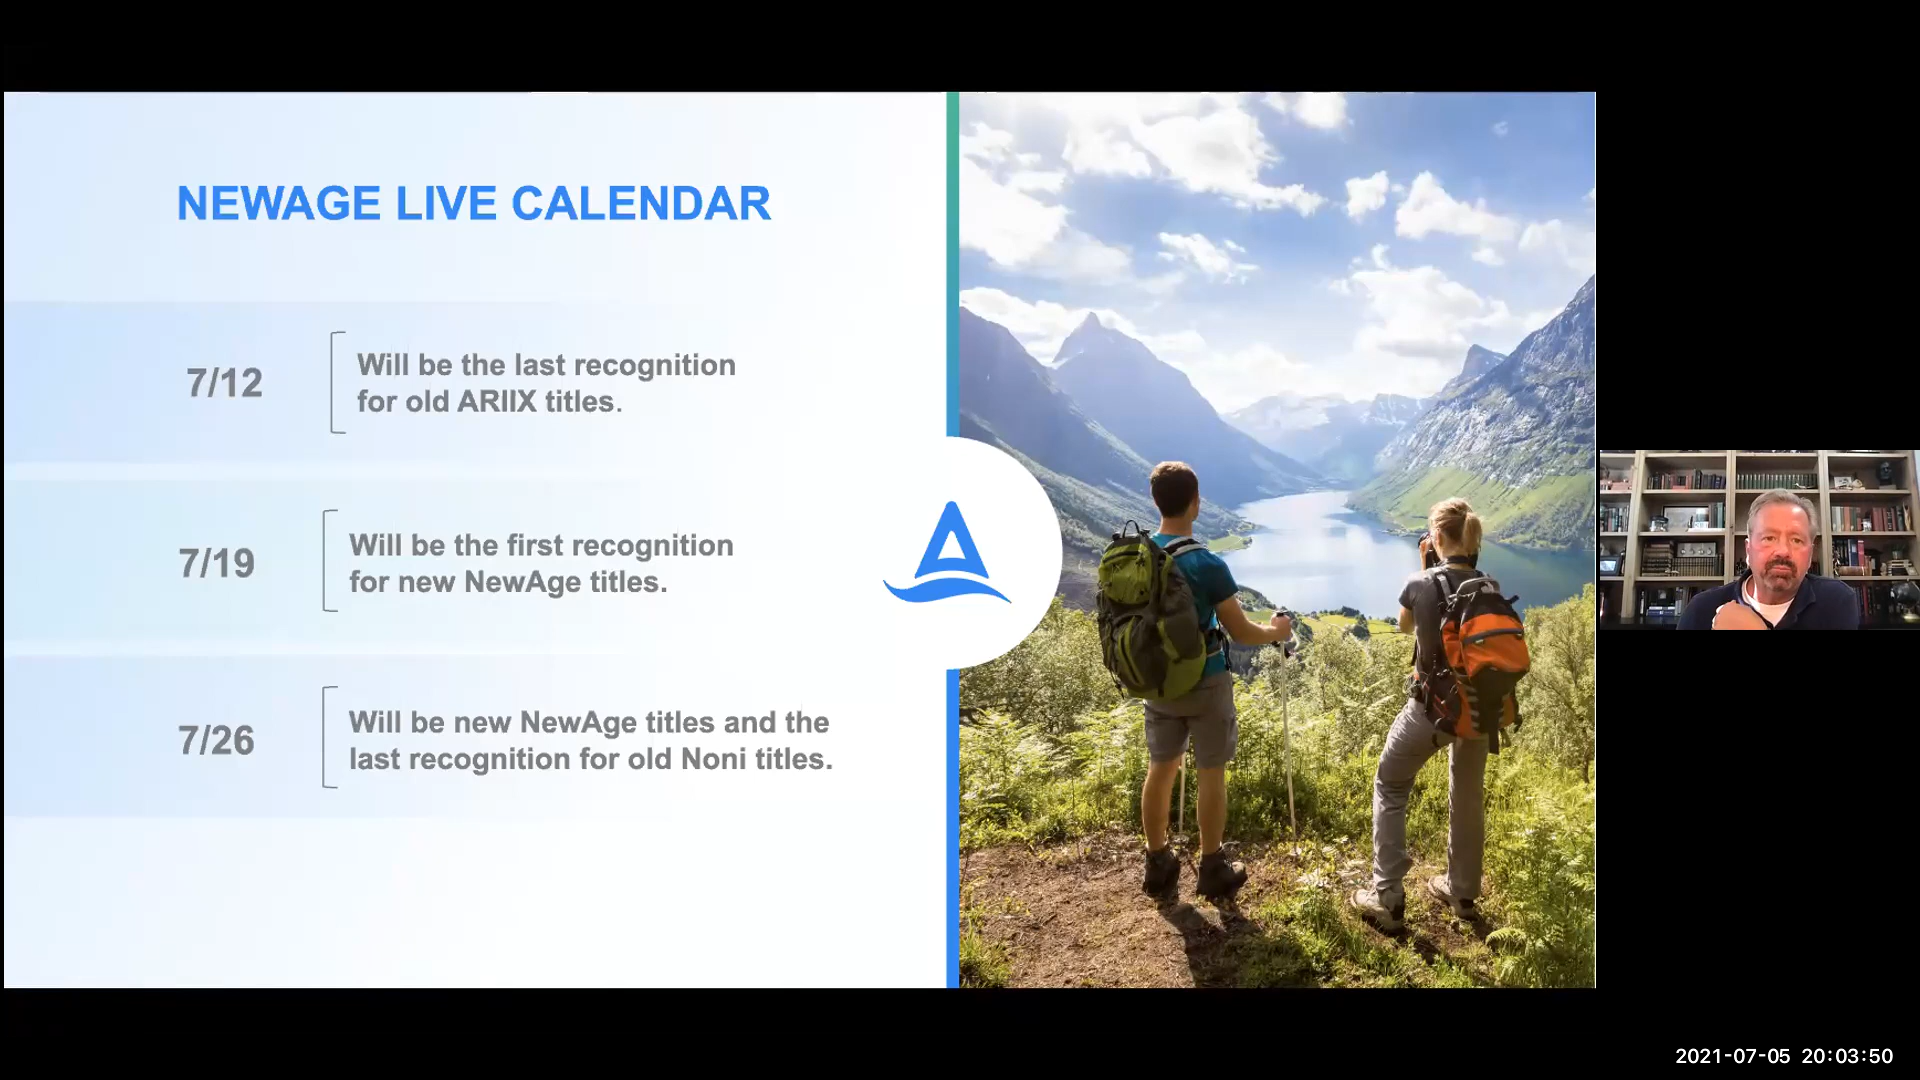 NEWAGE LIVE CALENDAR
7/12
Will be the last recognition
for old ARIIX titles.
7/19
Will be the first recognition
for new NewAge titles.
7/26
Will be new NewAge titles and the
last recognition for old Noni titles.
2021-07-05 20:03:50